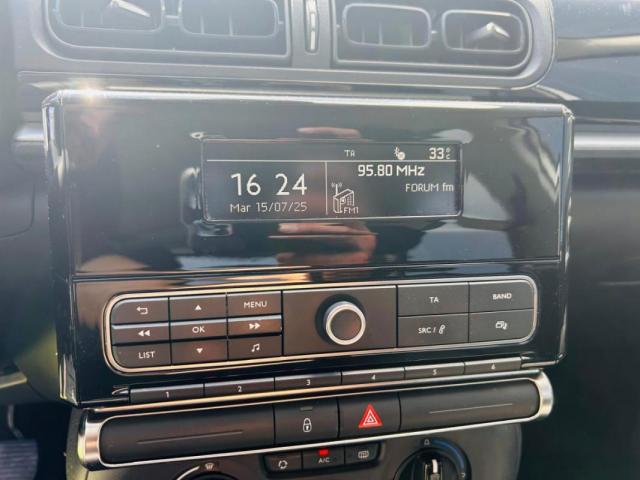 TA 33°C
16 24 95.80 MHz
FORUM fm
Mar 15/07/25 FM1
MENU TA BAND
OK
LIST SRC/
1 2 3 4 5 6
A/C